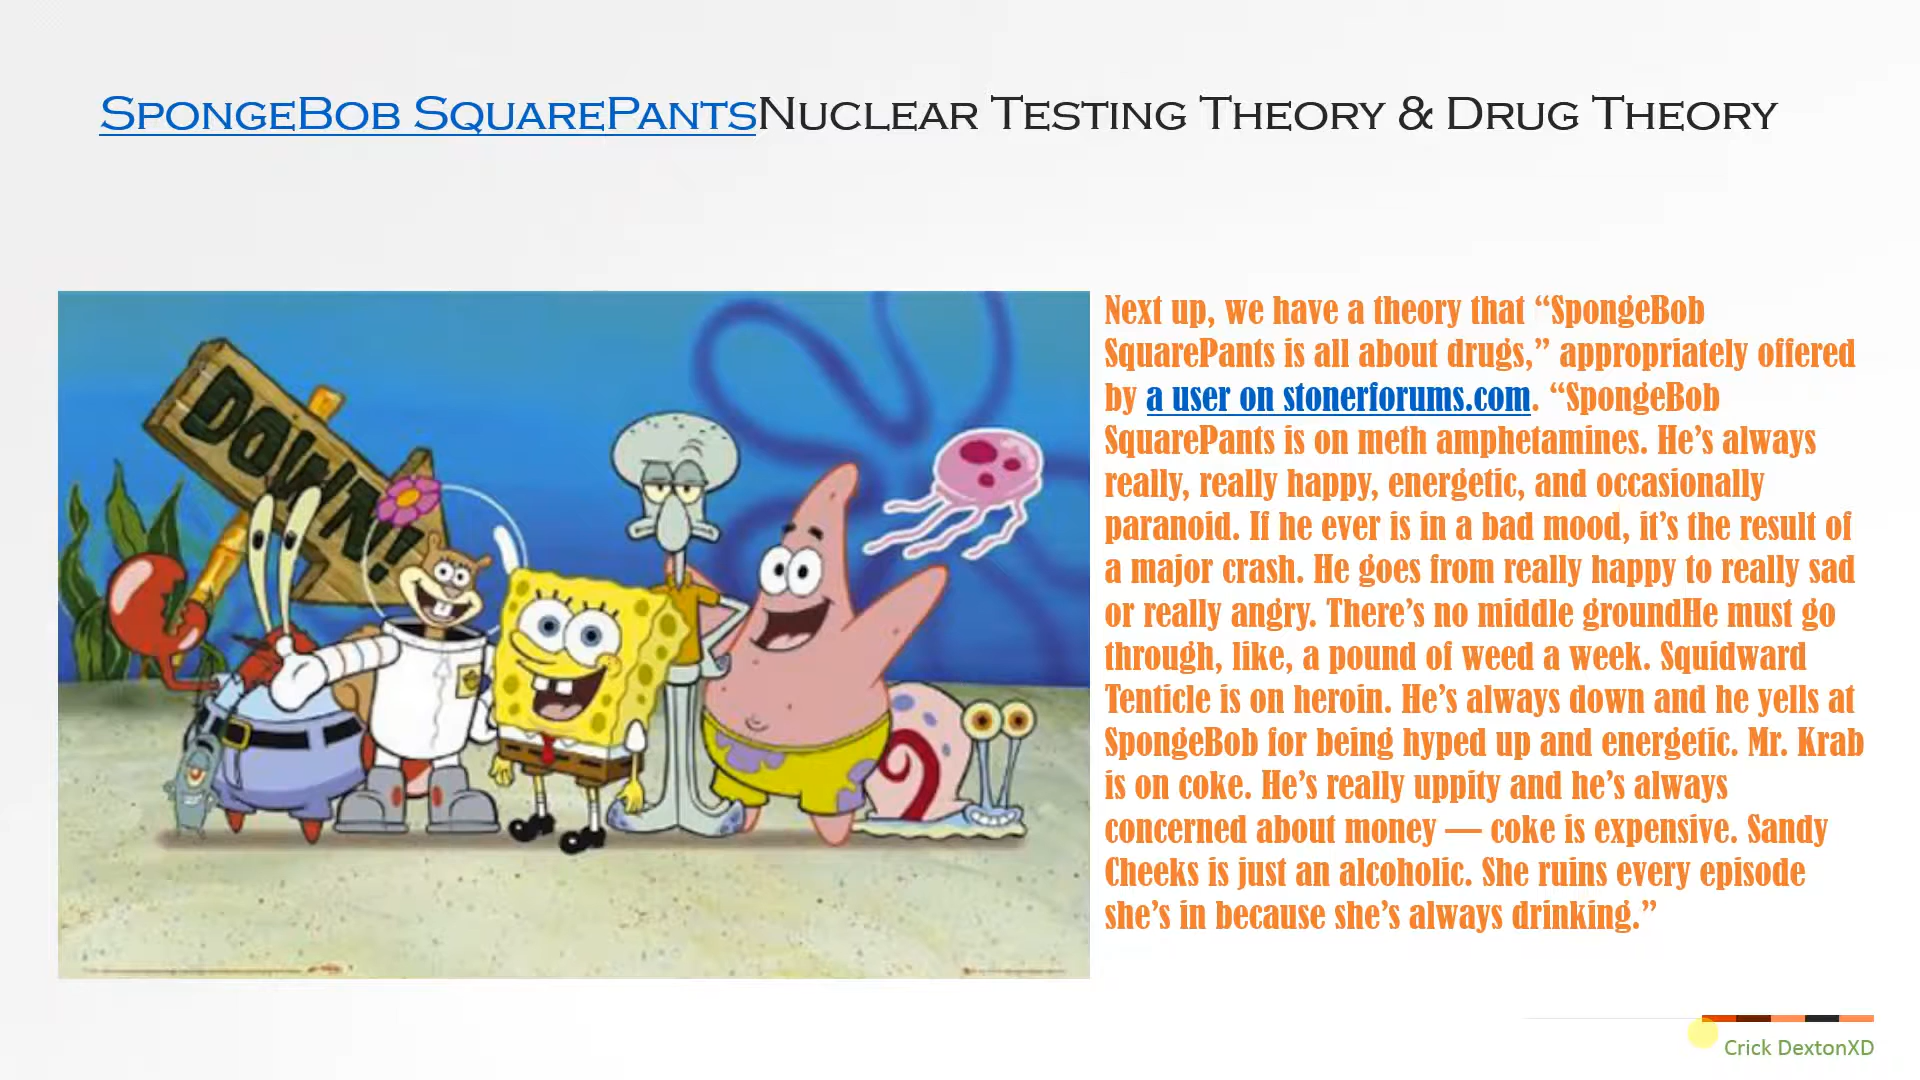 SpongeBob SquarePantsNuclear Testing Theory & Drug Theory
DOWN!
Next up, we have a theory that “SpongeBob
SquarePants is all about drugs,” appropriately offered
by a user on stonerforums.com. “SpongeBob
SquarePants is on meth amphetamines. He’s always
really, really happy, energetic, and occasionally
paranoid. If he ever is in a bad mood, it’s the result of
a major crash. He goes from really happy to really sad
or really angry. There’s no middle groundHe must go
through, like, a pound of weed a week. Squidward
Tenticle is on heroin. He’s always down and he yells at
SpongeBob for being hyped up and energetic. Mr. Krab
is on coke. He’s really uppity and he’s always
concerned about money — coke is expensive. Sandy
Cheeks is just an alcoholic. She ruins every episode
she’s in because she’s always drinking.”
Crick DextonXD